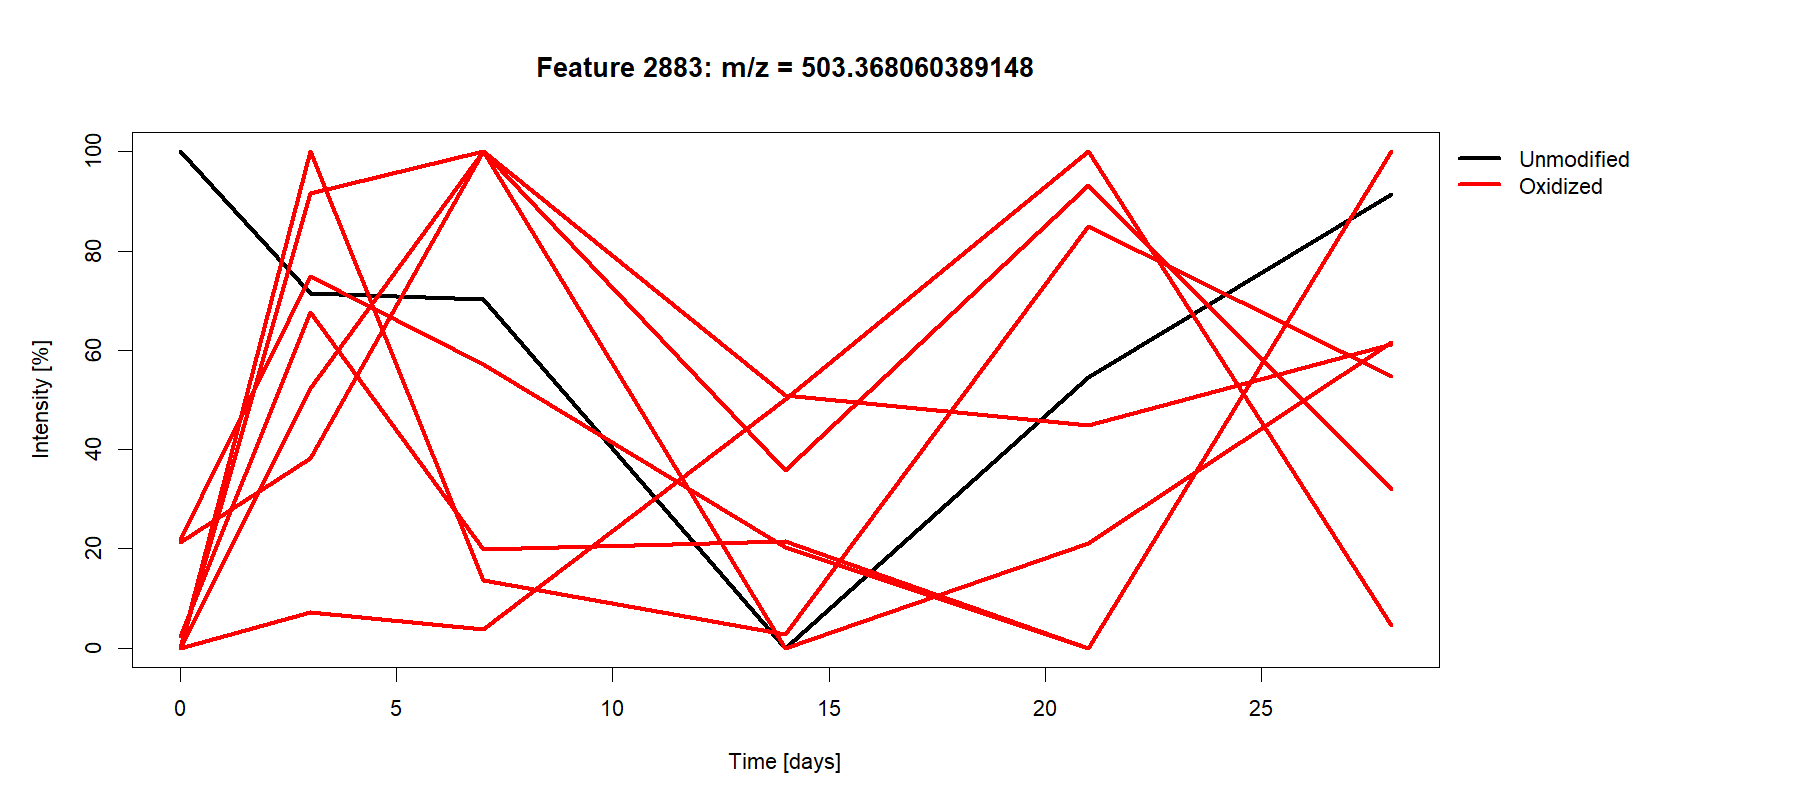 Feature 2883: m/z = 503.368060389148
Unmodified
Oxidized
Intensity [%]
100
80
60
40
20
0
0 5 10 15 20 25
Time [days]